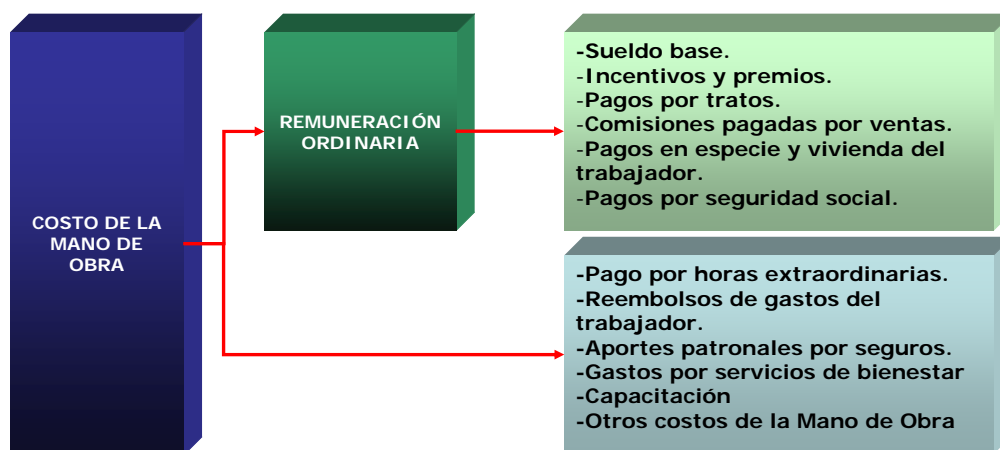 COSTO DE LA
MANO DE
OBRA
REMUNERACIÓN
ORDINARIA
-Sueldo base.
-Incentivos y premios.
-Pagos por tratos.
-Comisiones pagadas por ventas.
-Pagos en especie y vivienda del
trabajador.
-Pagos por seguridad social.
-Pago por horas extraordinarias.
-Reembolsos de gastos del
trabajador.
-Aportes patronales por seguros.
-Gastos por servicios de bienestar
-Capacitación
-Otros costos de la Mano de Obra